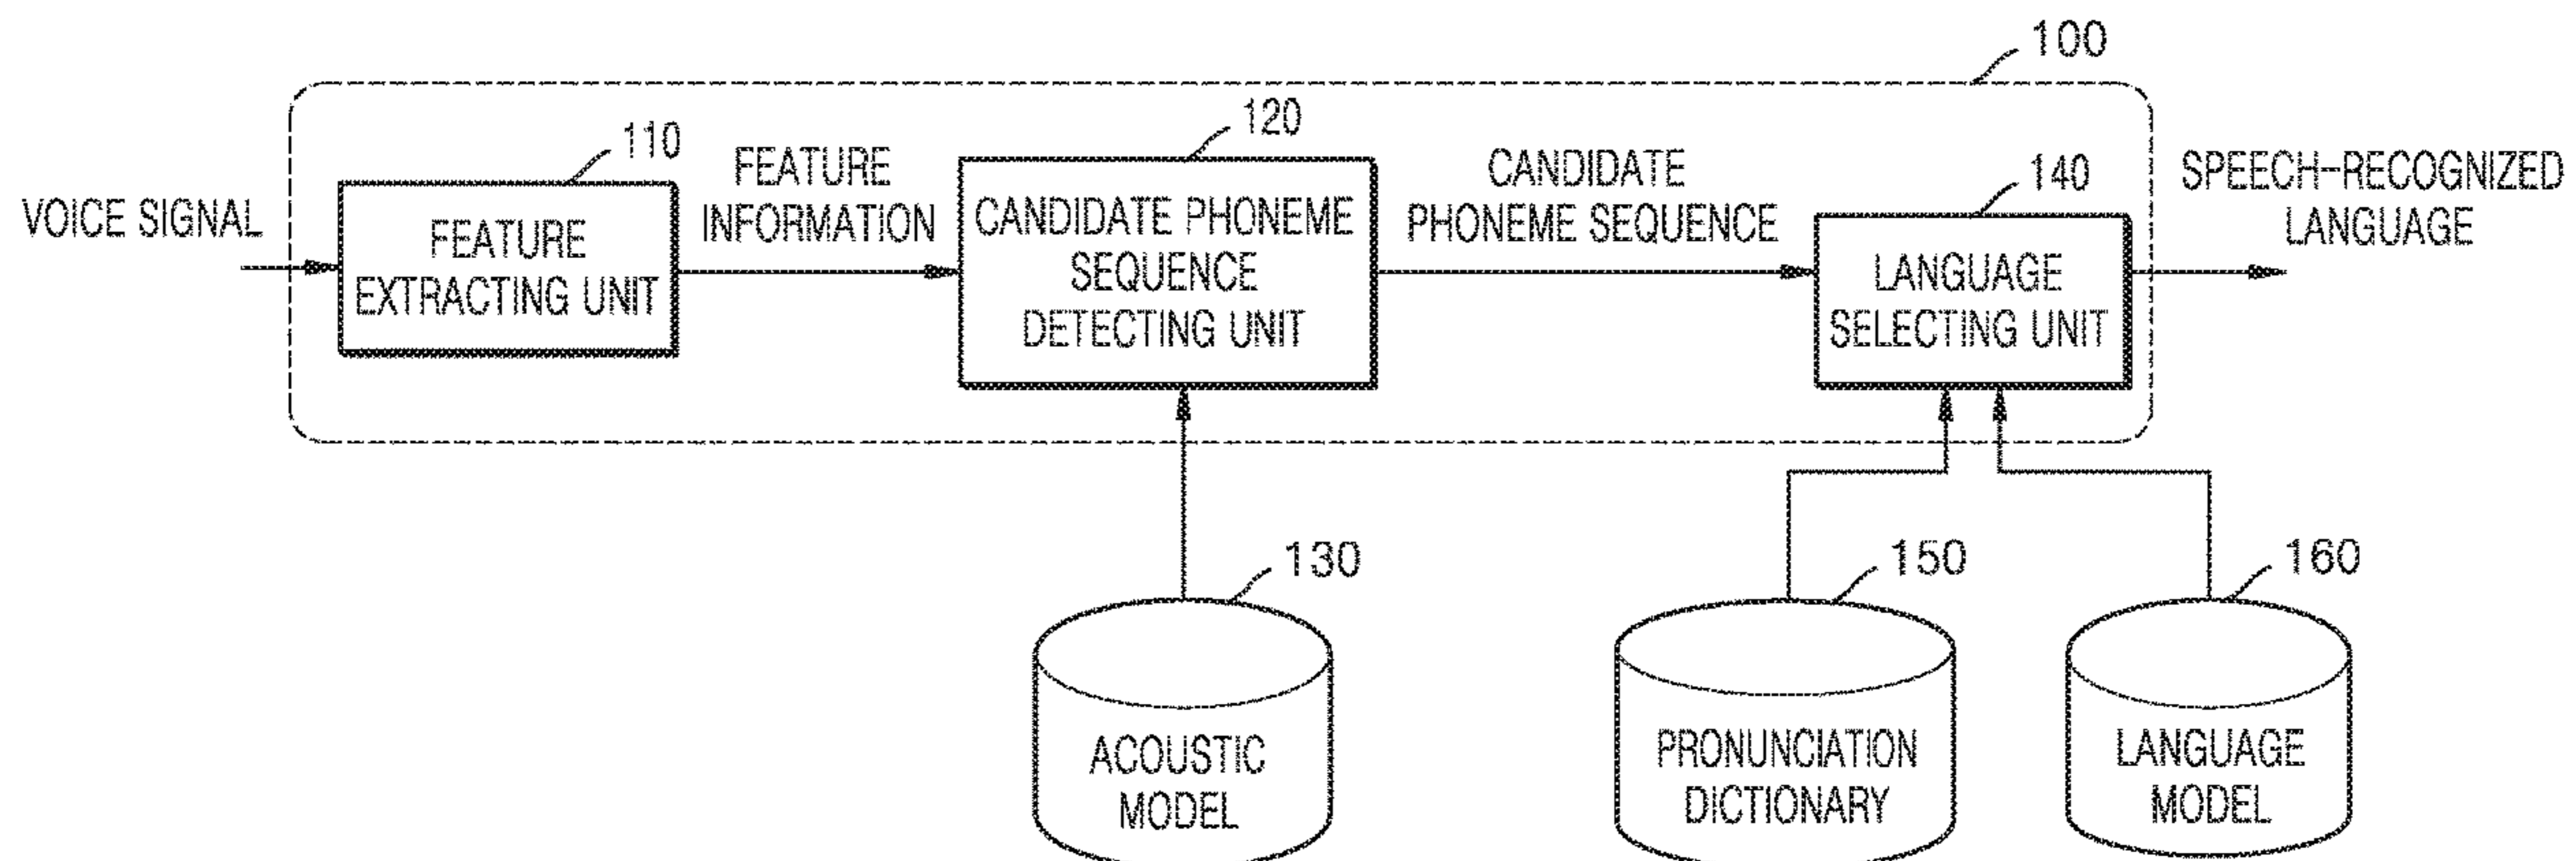 100
110
120
140
VOICE SIGNAL
FEATURE
EXTRACTING UNIT
FEATURE
INFORMATION
CANDIDATE PHONEME
SEQUENCE
DETECTING UNIT
CANDIDATE
PHONEME SEQUENCE
LANGUAGE
SELECTING UNIT
SPEECH-RECOGNIZED
LANGUAGE
130
150
160
ACOUSTIC
MODEL
PRONUNCIATION
DICTIONARY
LANGUAGE
MODEL